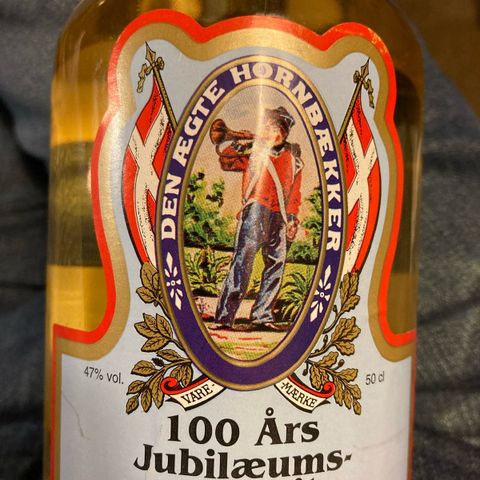 DEN ÆGTE HORNBÆKKER
47% vol.
50 cl
VARE-
MÆRKE
100 Års
Jubilæums-